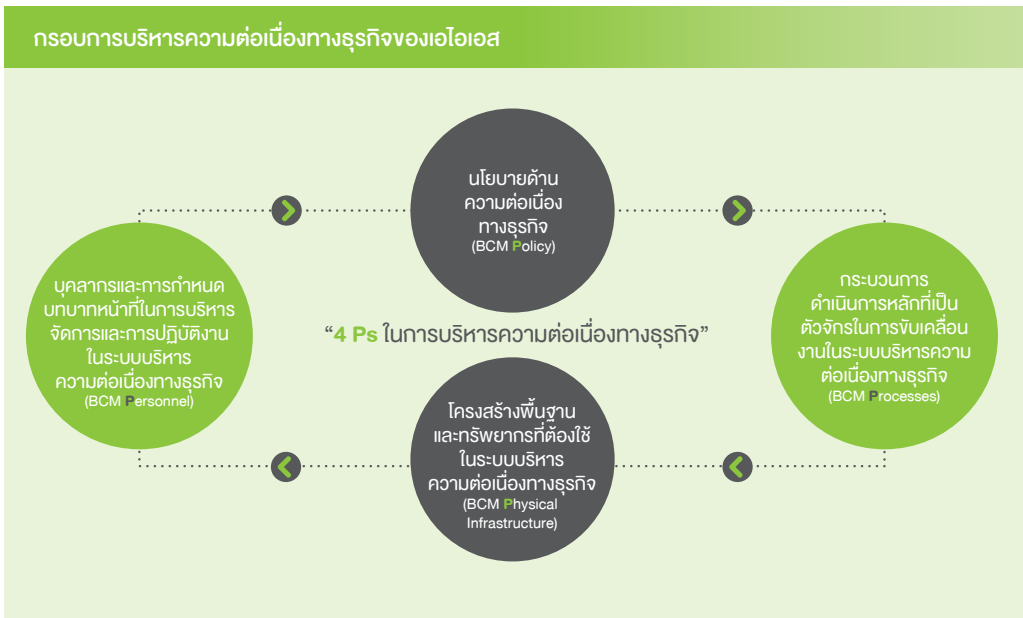 กรอบการบริหารความต่อเนื่องทางธุรกิจของเอไอเอส
นโยบายด้าน
ความต่อเนื่อง
ทางธุรกิจ
(BCM Policy)
บุคลากรและการกำหนด
บทบาทหน้าที่ในการบริหาร
จัดการและการปฏิบัติงาน
ในระบบบริหาร
ความต่อเนื่องทางธุรกิจ
(BCM Personnel)
“4 Ps ในการบริหารความต่อเนื่องทางธุรกิจ”
กระบวนการ
ดำเนินการหลักที่เป็น
ตัวจักรในการขับเคลื่อน
งานในระบบบริหารความ
ต่อเนื่องทางธุรกิจ
(BCM Processes)
โครงสร้างพื้นฐาน
และทรัพยากรที่ต้องใช้
ในระบบบริหาร
ความต่อเนื่องทางธุรกิจ
(BCM Physical
Infrastructure)